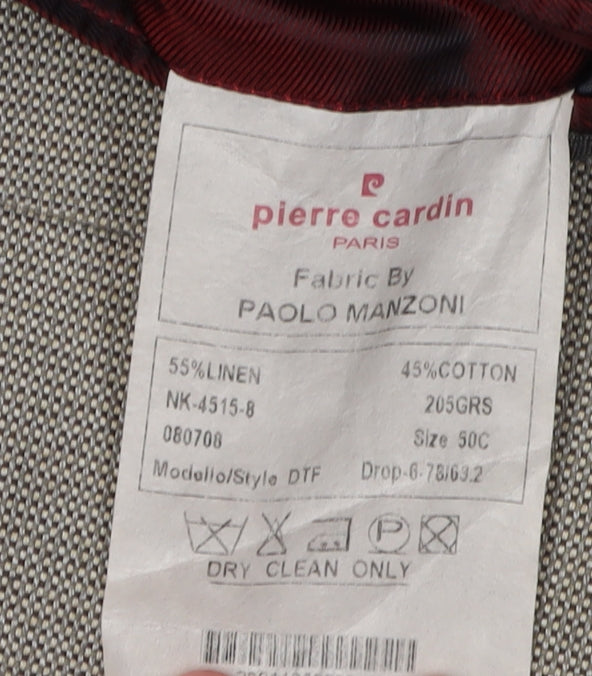 pierre cardin
PARIS
Fabric By
PAOLO MANZONI
55%LINEN 45%COTTON
NK-4515-8 205GRS
080708 Size 50C
Modello/Style DTF Drop-6-78/63.2
DRY CLEAN ONLY